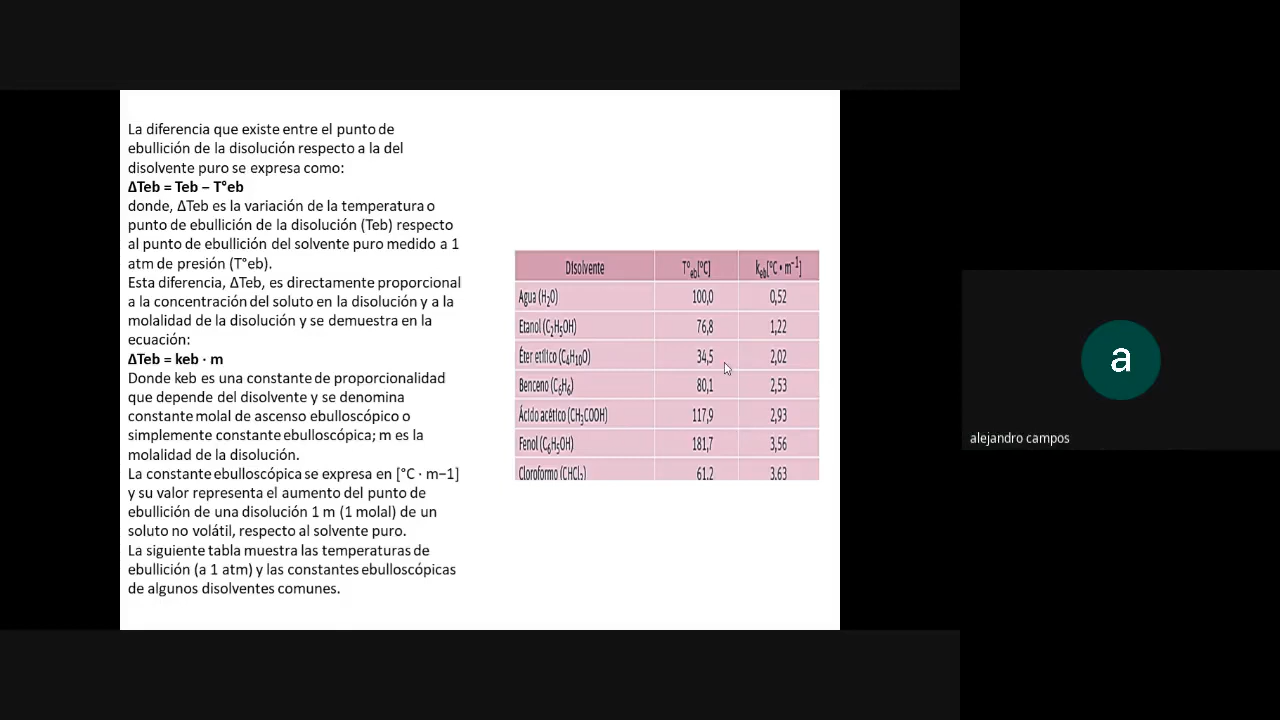 La diferencia que existe entre el punto de
ebullición de la disolución respecto a la del
disolvente puro se expresa como:
ΔTeb = Teb – T°eb
donde, ΔTeb es la variación de la temperatura o
punto de ebullición de la disolución (Teb) respecto
al punto de ebullición del solvente puro medido a 1
atm de presión (T°eb).
Esta diferencia, ΔTeb, es directamente proporcional
a la concentración del soluto en la disolución y a la
molalidad de la disolución y se demuestra en la
ecuación:
ΔTeb = keb · m
Donde keb es una constante de proporcionalidad
que depende del disolvente y se denomina
constante molal de ascenso ebulloscópico o
simplemente constante ebulloscópica; m es la
molalidad de la disolución.
La constante ebulloscópica se expresa en [°C · m−1]
y su valor representa el aumento del punto de
ebullición de una disolución 1 m (1 molal) de un
soluto no volátil, respecto al solvente puro.
La siguiente tabla muestra las temperaturas de
ebullición (a 1 atm) y las constantes ebulloscópicas
de algunos disolventes comunes.
Disolvente T°eb[°C] keb[°C • m−1]
Agua (H2O) 100,0 0,52
Etanol (C2H5OH) 76,8 1,22
Éter etílico (C4H10O) 34,5 2,02
Benceno (C6H6) 80,1 2,53
Ácido acético (CH3COOH) 117,9 2,93
Fenol (C6H5OH) 181,7 3,56
Cloroformo (CHCl3) 61,2 3,63
a
alejandro campos